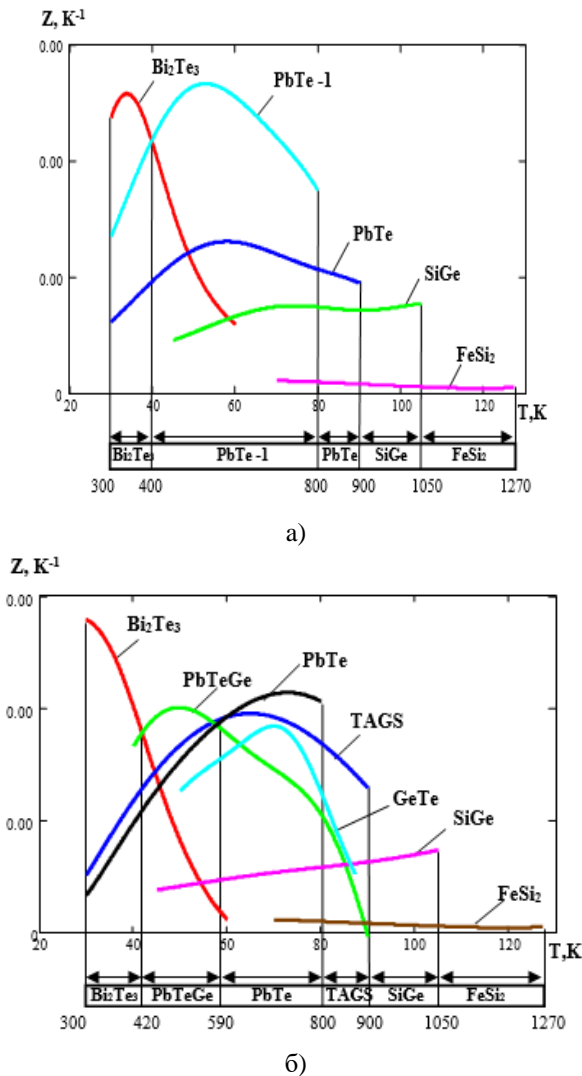 Z, K⁻¹
0.00
Bi₂Te₃
PbTe -1
0.00
PbTe
0.00
SiGe
FeSi₂
0
20 40 60 80 100 120 T,K
Bi₂Te₃ PbTe -1 PbTe SiGe FeSi₂
300 400 800 900 1050 1270
а)
Z, K⁻¹
0.00
Bi₂Te₃
PbTe
PbTeGe
0.00
TAGS
GeTe
0.00
SiGe
FeSi₂
0
20 40 60 80 100 120 T,K
Bi₂Te₃ PbTeGe PbTe TAGS SiGe FeSi₂
300 420 590 800 900 1050 1270
б)